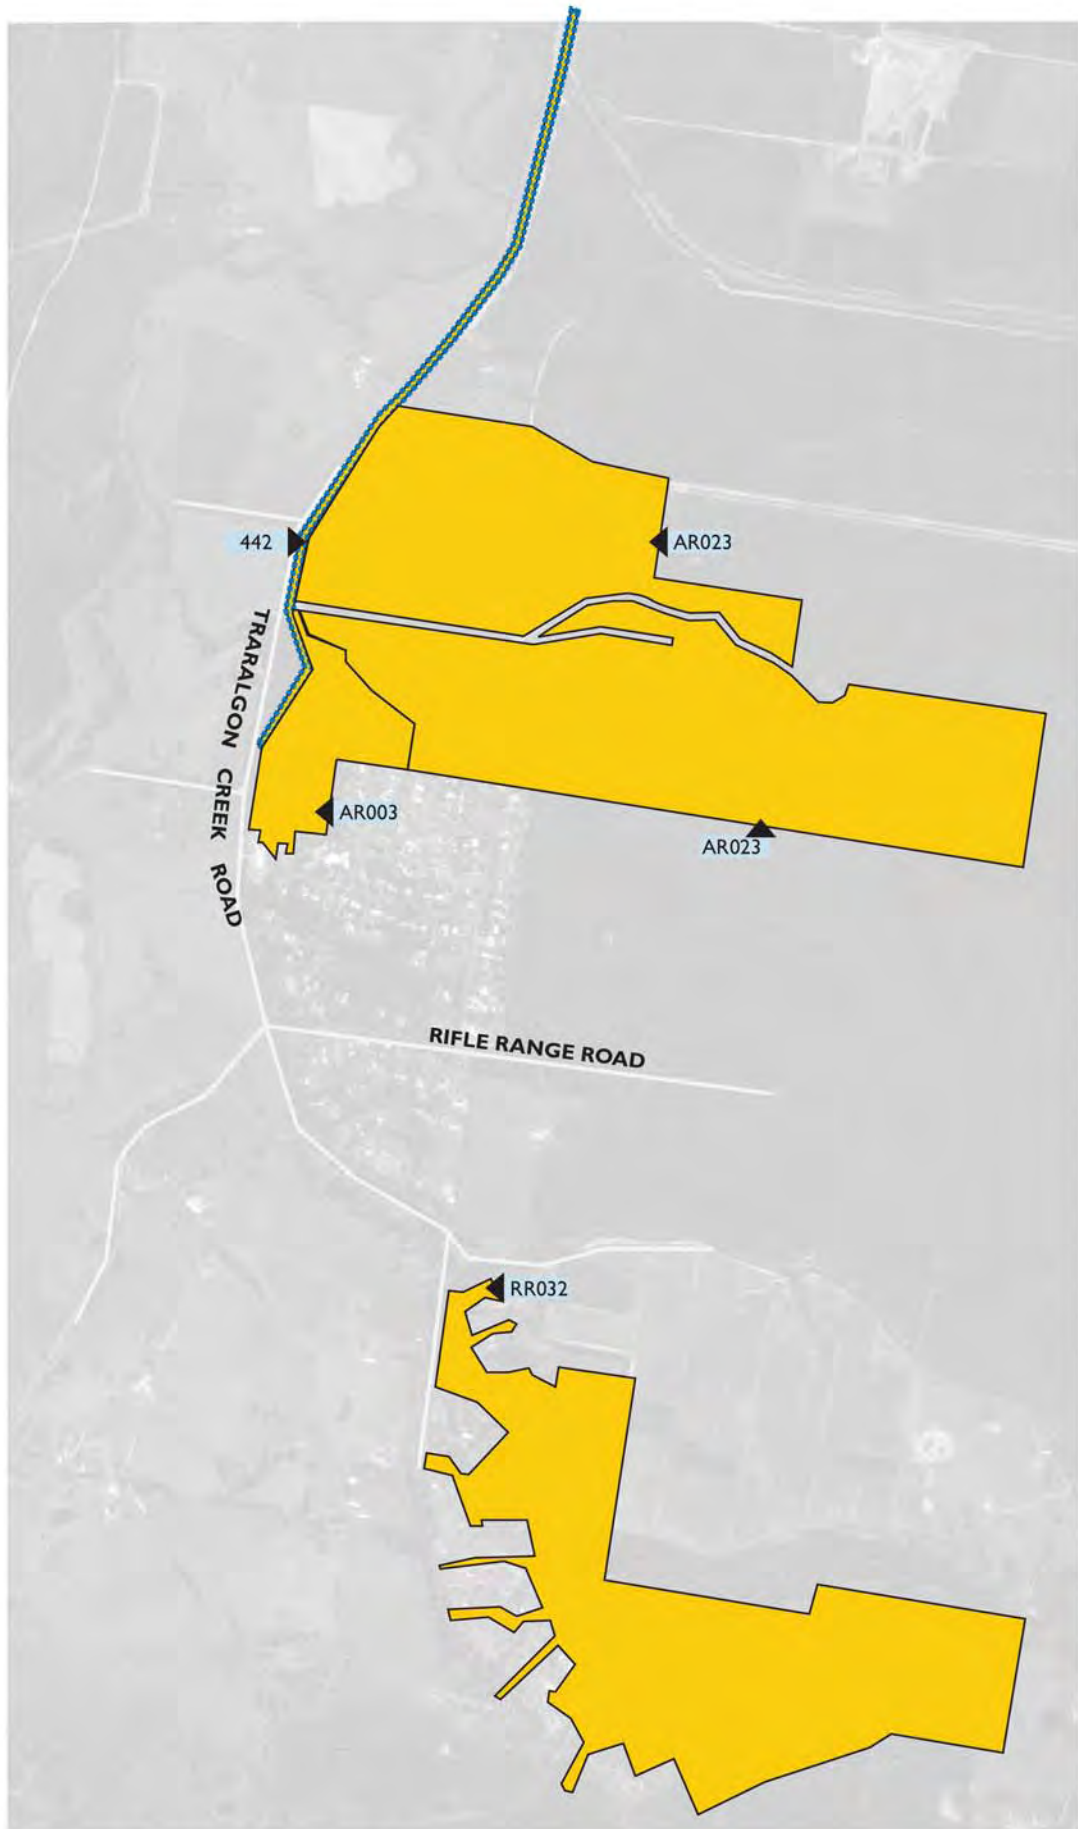 442
AR023
TRARALGON CREEK ROAD
AR003
AR023
RIFLE RANGE ROAD
RR032